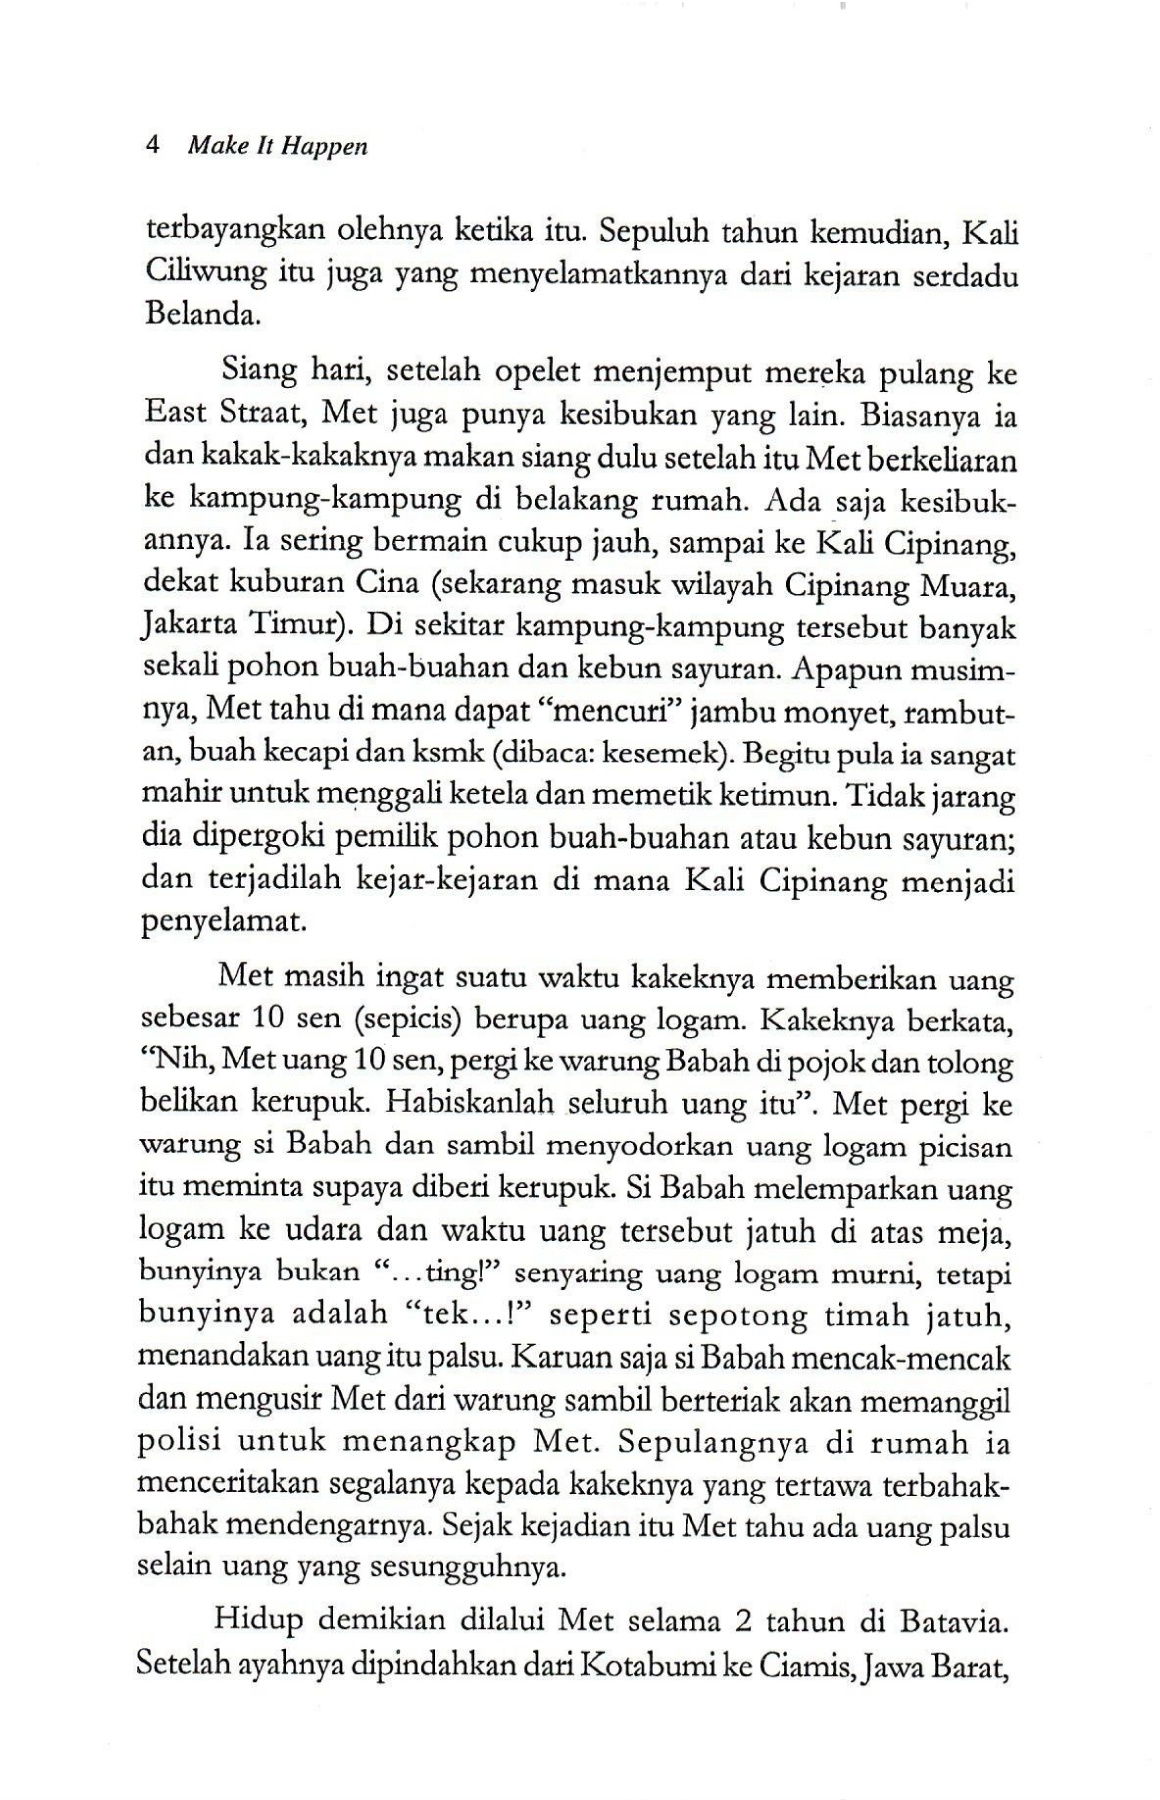 4 Make It Happen
terbayangkan olehnya ketika itu. Sepuluh tahun kemudian, Kali
Ciliwung itu juga yang menyelamatkannya dari kejaran serdadu
Belanda.
Siang hari, setelah opelet menjemput mereka pulang ke
East Straat, Met juga punya kesibukan yang lain. Biasanya ia
dan kakak-kakaknya makan siang dulu setelah itu Met berkeliaran
ke kampung-kampung di belakang rumah. Ada saja kesibuk-
annya. Ia sering bermain cukup jauh, sampai ke Kali Cipinang,
dekat kuburan Cina (sekarang masuk wilayah Cipinang Muara,
Jakarta Timur). Di sekitar kampung-kampung tersebut banyak
sekali pohon buah-buahan dan kebun sayuran. Apapun musim-
nya, Met tahu di mana dapat “mencuri” jambu monyet, rambut-
an, buah kecapi dan ksmk (dibaca: kesemek). Begitu pula ia sangat
mahir untuk menggali ketela dan memetik ketimun. Tidak jarang
dia dipergoki pemilik pohon buah-buahan atau kebun sayuran;
dan terjadilah kejar-kejaran di mana Kali Cipinang menjadi
penyelamat.
Met masih ingat suatu waktu kakeknya memberikan uang
sebesar 10 sen (sepicis) berupa uang logam. Kakeknya berkata,
“Nih, Met uang 10 sen, pergi ke warung Babah di pojok dan tolong
belikan kerupuk. Habiskanlah seluruh uang itu”. Met pergi ke
warung si Babah dan sambil menyodorkan uang logam picisan
itu meminta supaya diberi kerupuk. Si Babah melemparkan uang
logam ke udara dan waktu uang tersebut jatuh di atas meja,
bunyinya bukan “...ting!” senyaring uang logam murni, tetapi
bunyinya adalah “tek...!” seperti sepotong timah jatuh,
menandakan uang itu palsu. Karuan saja si Babah mencak-mencak
dan mengusir Met dari warung sambil berteriak akan memanggil
polisi untuk menangkap Met. Sepulangnya di rumah ia
menceritakan segalanya kepada kakeknya yang tertawa terbahak-
bahak mendengarnya. Sejak kejadian itu Met tahu ada uang palsu
selain uang yang sesungguhnya.
Hidup demikian dilalui Met selama 2 tahun di Batavia.
Setelah ayahnya dipindahkan dari Kotabumi ke Ciamis, Jawa Barat,